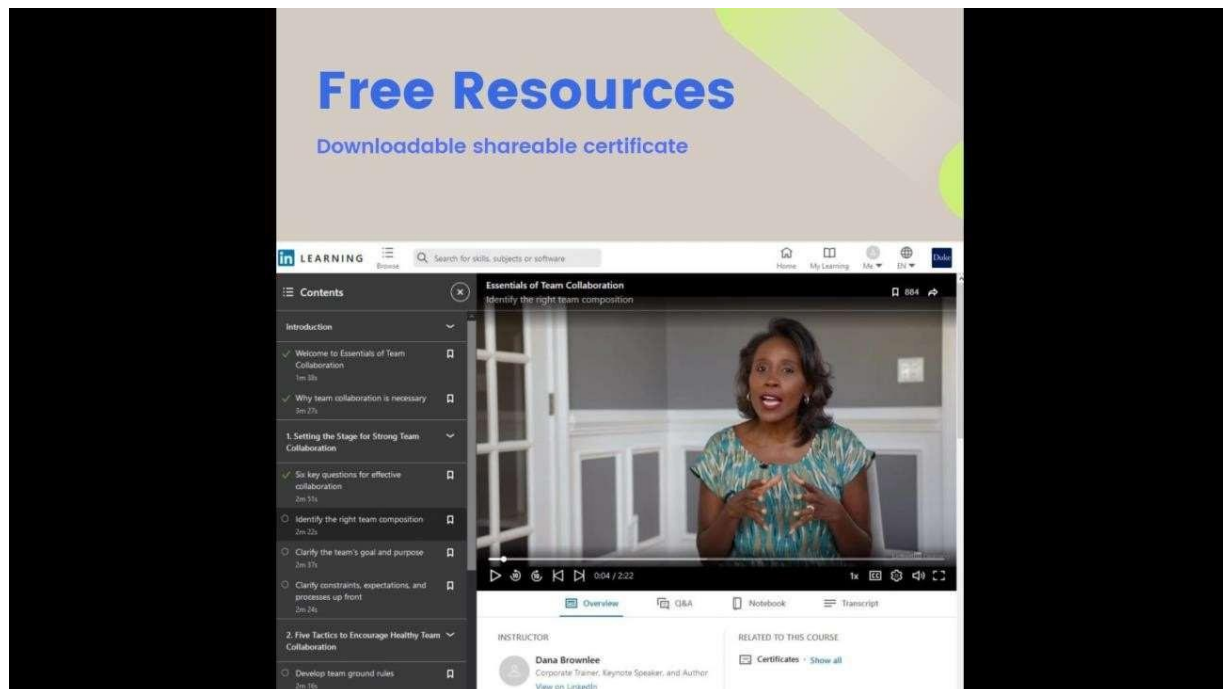 Free Resources
Downloadable shareable certificate
in LEARNING
Browse
Search for skills, subjects or software
Home
My Learning
Me
EN
Duke
Contents
Essentials of Team Collaboration
Identify the right team composition
884
Introduction
Welcome to Essentials of Team
Collaboration
1m 38s
Why team collaboration is necessary
3m 27s
1. Setting the Stage for Strong Team
Collaboration
Six key questions for effective
collaboration
2m 51s
Identify the right team composition
2m 22s
Clarify the team's goal and purpose
2m 37s
Clarify constraints, expectations, and
processes up front
2m 24s
2. Five Tactics to Encourage Healthy Team
Collaboration
Develop team ground rules
2m 16s
0:04 / 2:22
1x
CC
Overview
Q&A
Notebook
Transcript
INSTRUCTOR
Dana Brownlee
Corporate Trainer, Keynote Speaker, and Author
View on LinkedIn
RELATED TO THIS COURSE
Certificates · Show all